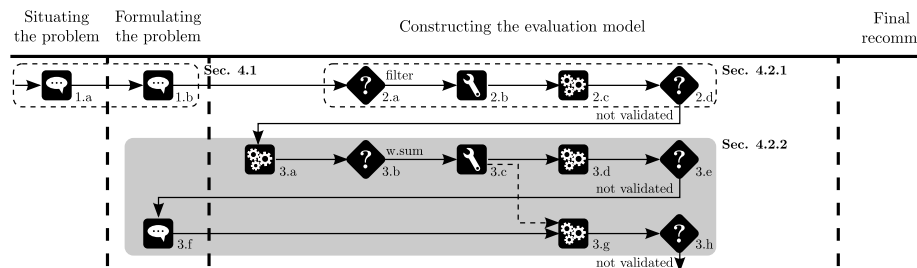 Situating
the problem
Formulating
the problem
Constructing the evaluation model
Final
recomm
Sec. 4.1
Sec. 4.2.1
filter
1.a
1.b
2.a
2.b
2.c
2.d
not validated
Sec. 4.2.2
w.sum
3.a
3.b
3.c
3.d
3.e
not validated
3.f
3.g
3.h
not validated